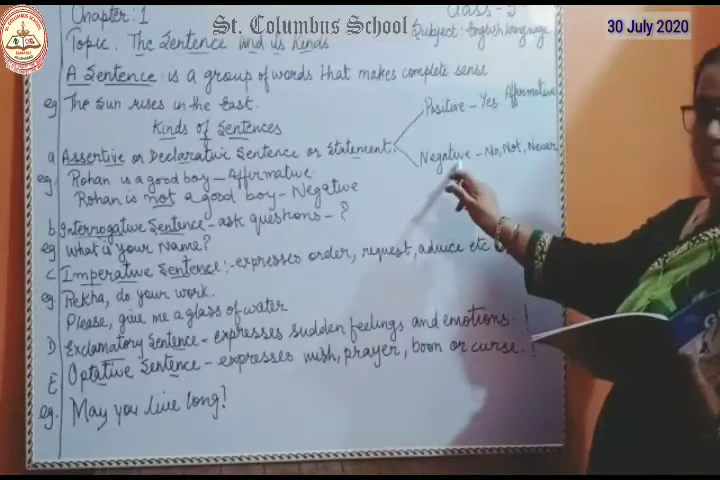 St. Columbus School
30 July 2020
Chapter: 1
Class - 5
Topic. The Sentence and its Kinds.
Subject :- English Language
A Sentence : is a group of words that makes complete sense
eg The Sun rises in the East.
Kinds of Sentences
Positive - Yes. Affirmative
a Assertive or Declarative Sentence or Statement
Negative - No, Not, Never
eg. Rohan is a good boy - Affirmative
Rohan is not a good boy - Negative
b. Interrogative Sentence - ask questions - ?
eg What is your Name?
C Imperative Sentence :- expresses order, request, advice etc
eg Rekha, do your work.
Please, give me a glass of water
D Exclamatory Sentence - expresses sudden feelings and emotions. !
E Optative Sentence - expresses wish, prayer, boon or curse. !
eg. May you live long!